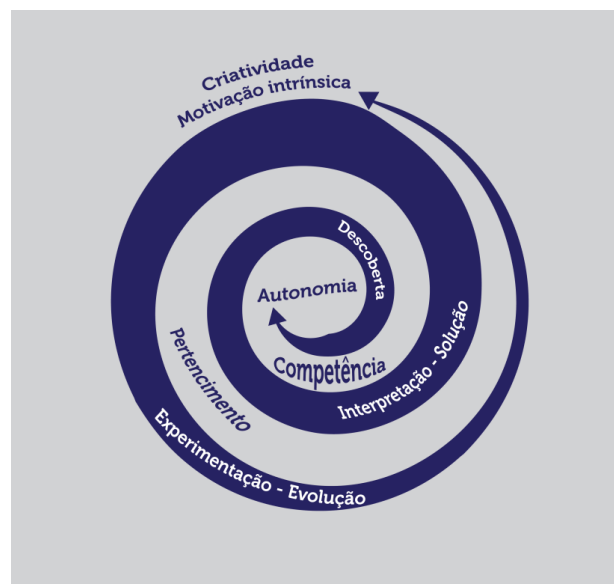 Criatividade
Motivação intrínsica
Descoberta
Autonomia
Competência
Interpretação - Solução
Pertencimento
Experimentação - Evolução